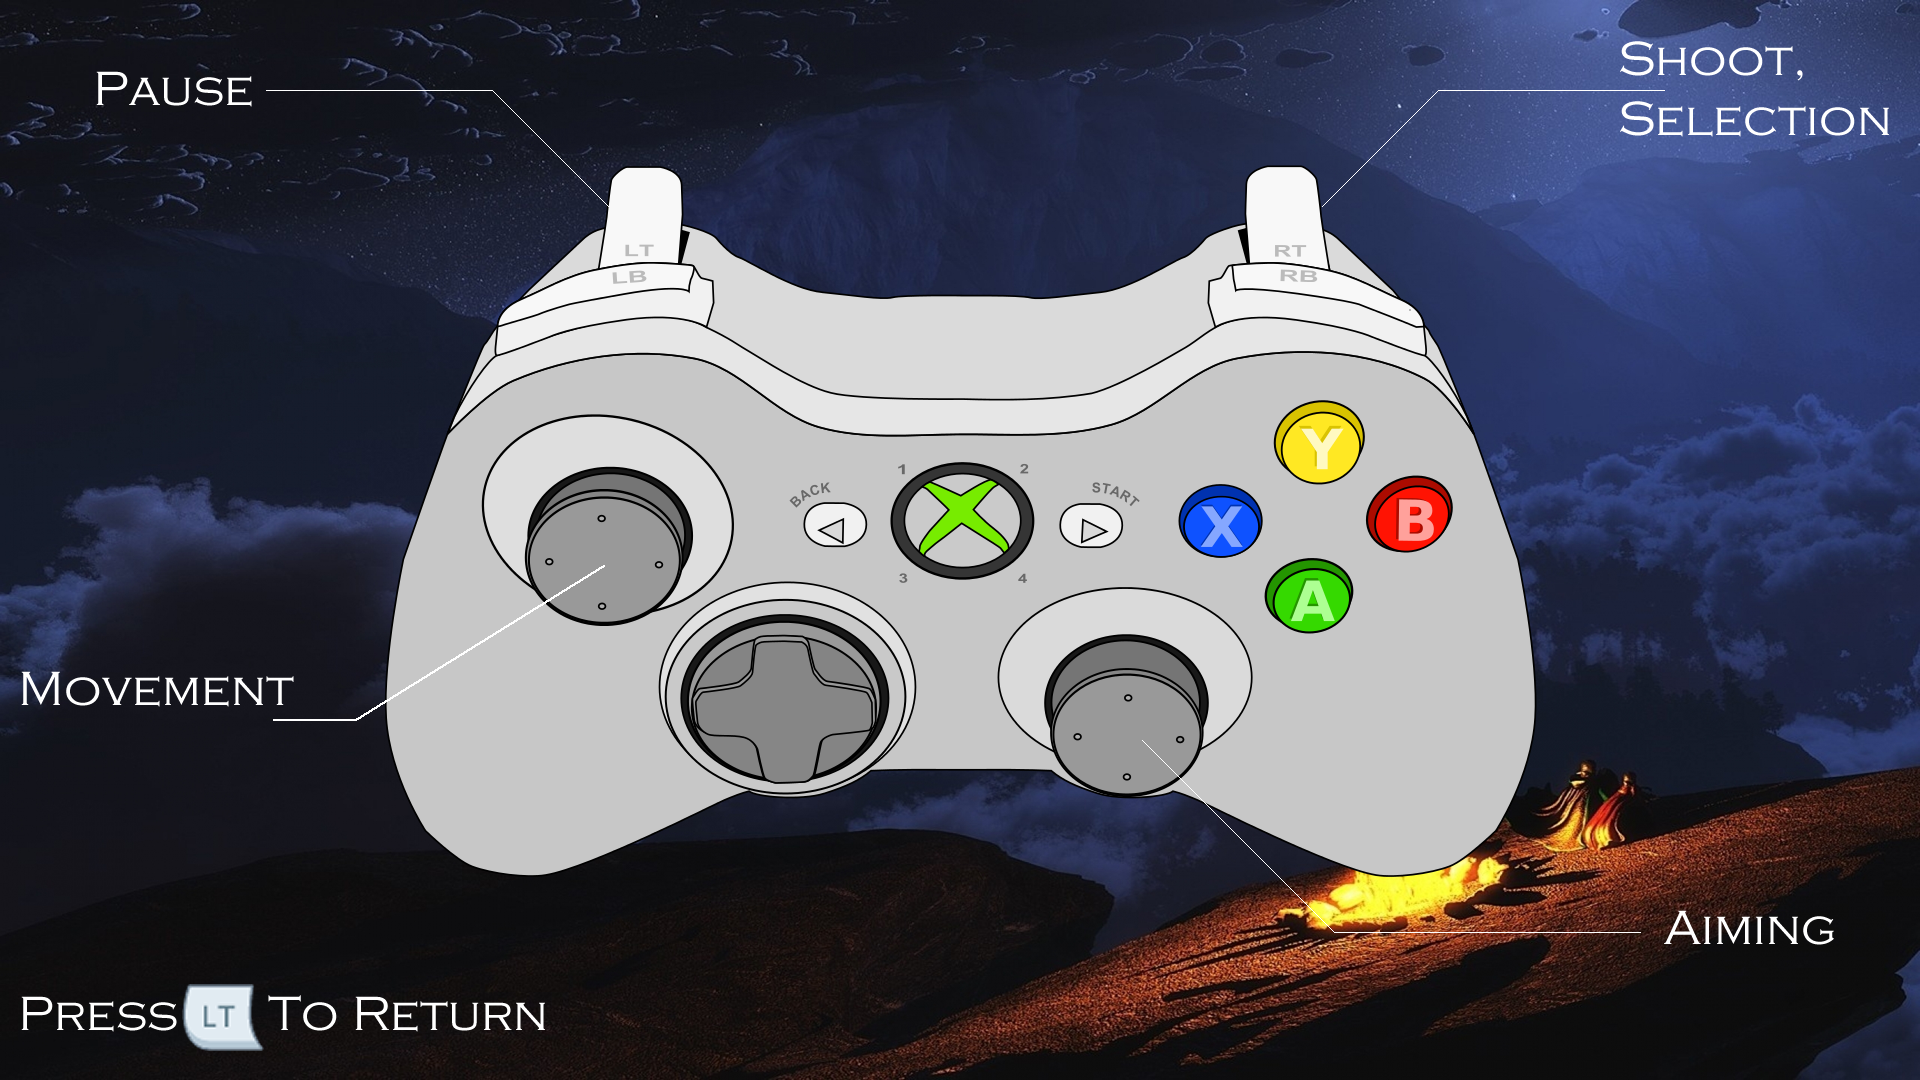 Pause
Shoot,
Selection
LT
RT
LB
RB
Y
1
2
BACK
START
X
B
3
4
A
Movement
Aiming
Press LT To Return